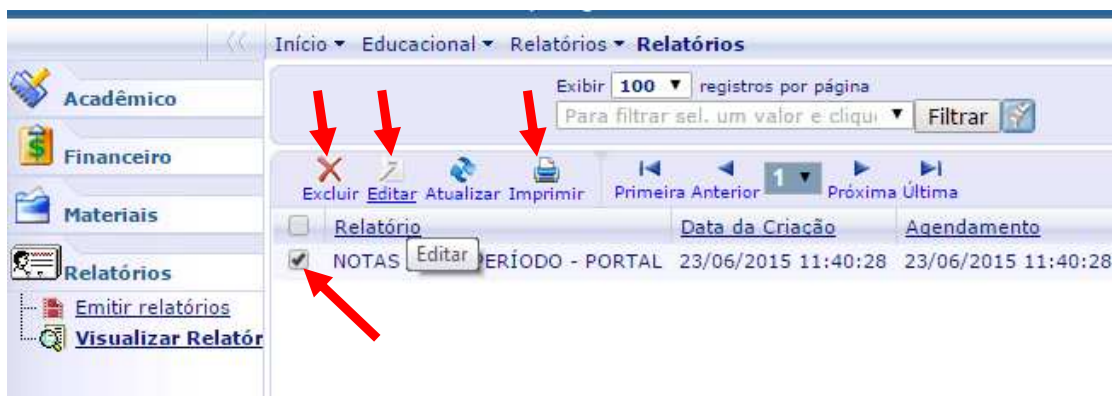 Início Educacional Relatórios Relatórios
Acadêmico
Financeiro
Materiais
Relatórios
Emitir relatórios
Visualizar Relatór
Exibir 100 registros por página
Para filtrar sel. um valor e cliqu Filtrar
Excluir Editar Atualizar Imprimir Primeira Anterior 1 Próxima Última
Relatório Data da Criação Agendamento
Editar
NOTAS PERÍODO - PORTAL 23/06/2015 11:40:28 23/06/2015 11:40:28